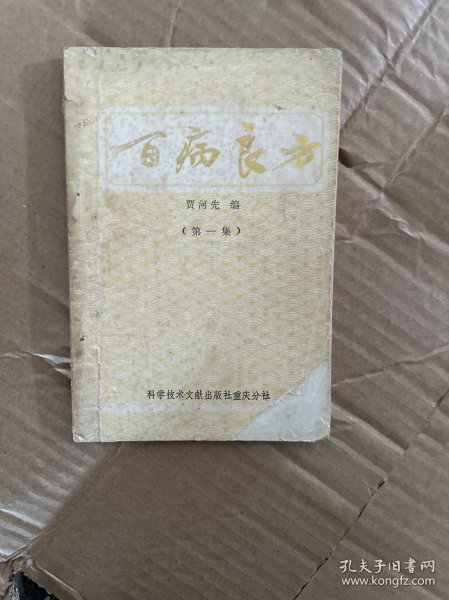 百病良方
贾河先 编
（第一集）
科学技术文献出版社重庆分社
孔夫子旧书网
www.kongfz.com